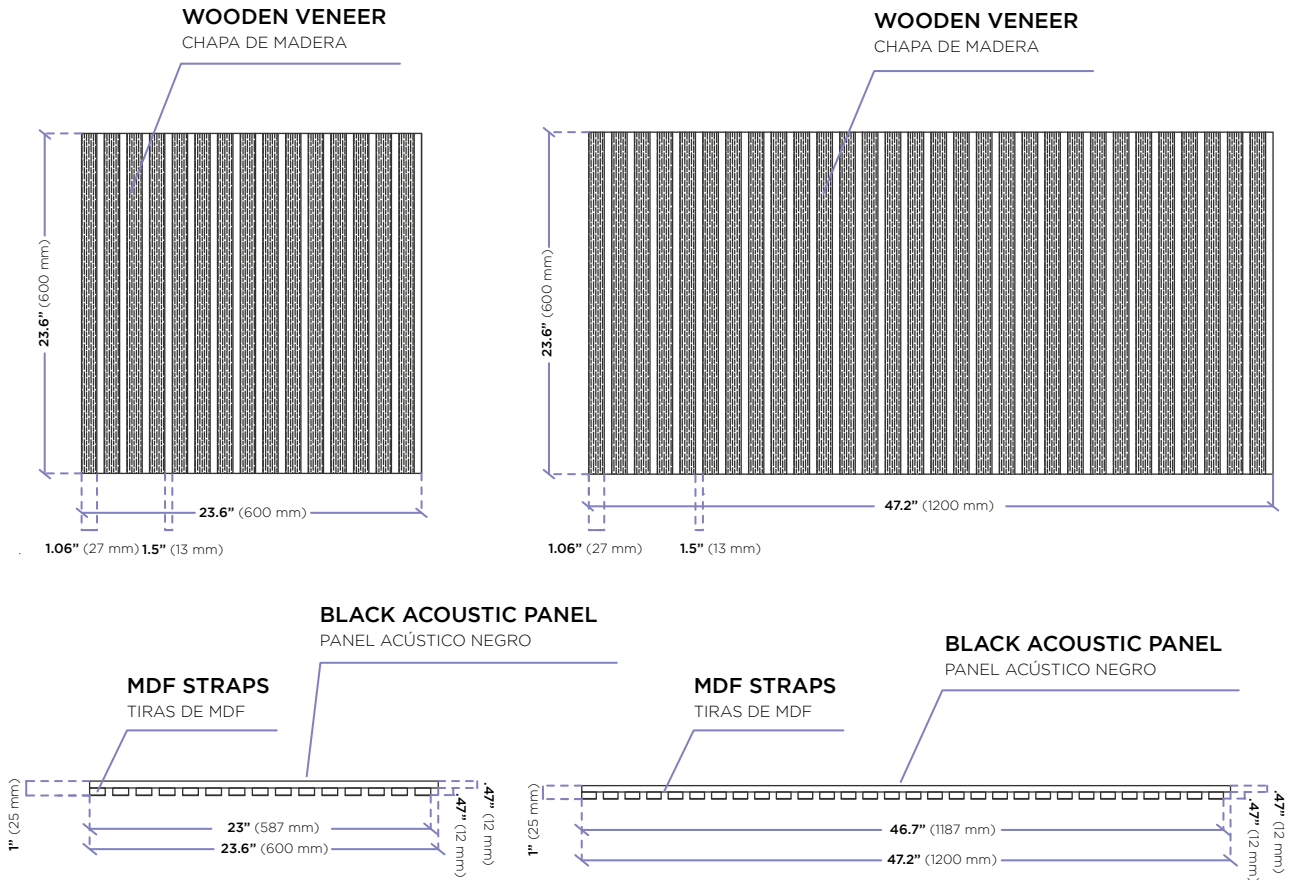 WOODEN VENEER
CHAPA DE MADERA
23.6” (600 mm)
23.6” (600 mm)
1.06” (27 mm)
1.5” (13 mm)
WOODEN VENEER
CHAPA DE MADERA
23.6” (600 mm)
47.2” (1200 mm)
1.06” (27 mm)
1.5” (13 mm)
BLACK ACOUSTIC PANEL
PANEL ACÚSTICO NEGRO
MDF STRAPS
TIRAS DE MDF
1” (25 mm)
.47” (12 mm)
.47” (12 mm)
23” (587 mm)
23.6” (600 mm)
BLACK ACOUSTIC PANEL
PANEL ACÚSTICO NEGRO
MDF STRAPS
TIRAS DE MDF
1” (25 mm)
.47” (12 mm)
.47” (12 mm)
46.7” (1187 mm)
47.2” (1200 mm)